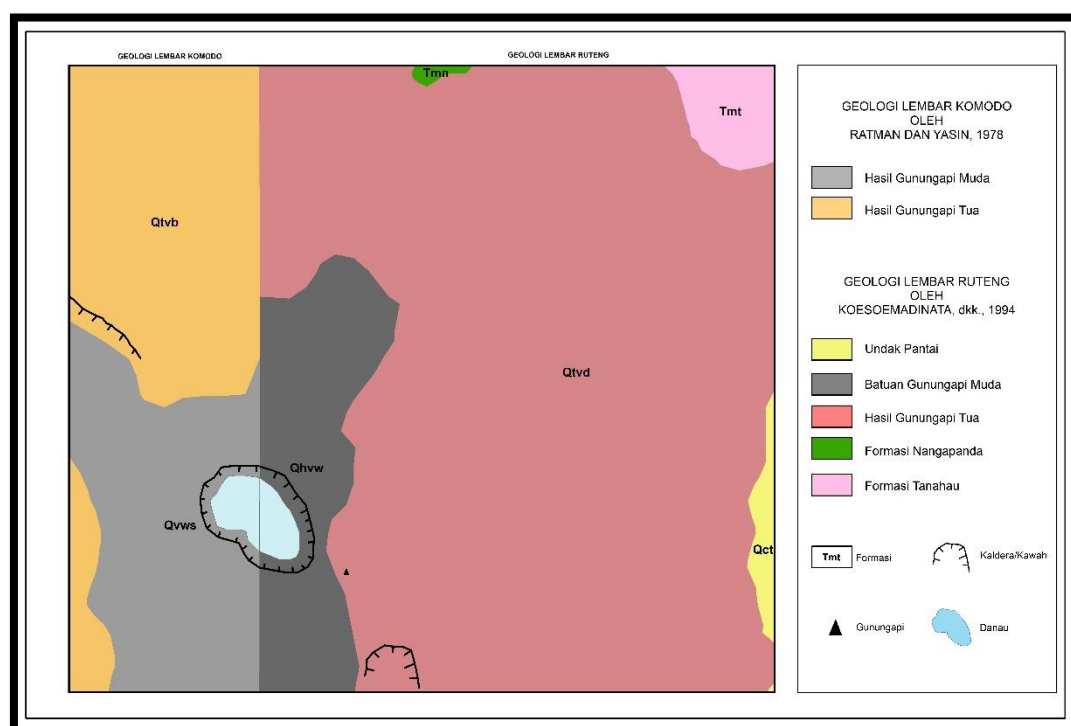 GEOLOGI LEMBAR KOMODO
GEOLOGI LEMBAR RUTENG
Tmn
Tmt
Qtvb
Qtvd
Qhvw
Qvws
Qct
GEOLOGI LEMBAR KOMODO
OLEH
RATMAN DAN YASIN, 1978
Hasil Gunungapi Muda
Hasil Gunungapi Tua
GEOLOGI LEMBAR RUTENG
OLEH
KOESOEMADINATA, dkk., 1994
Undak Pantai
Batuan Gunungapi Muda
Hasil Gunungapi Tua
Formasi Nangapanda
Formasi Tanahau
Tmt Formasi
Kaldera/Kawah
Gunungapi
Danau